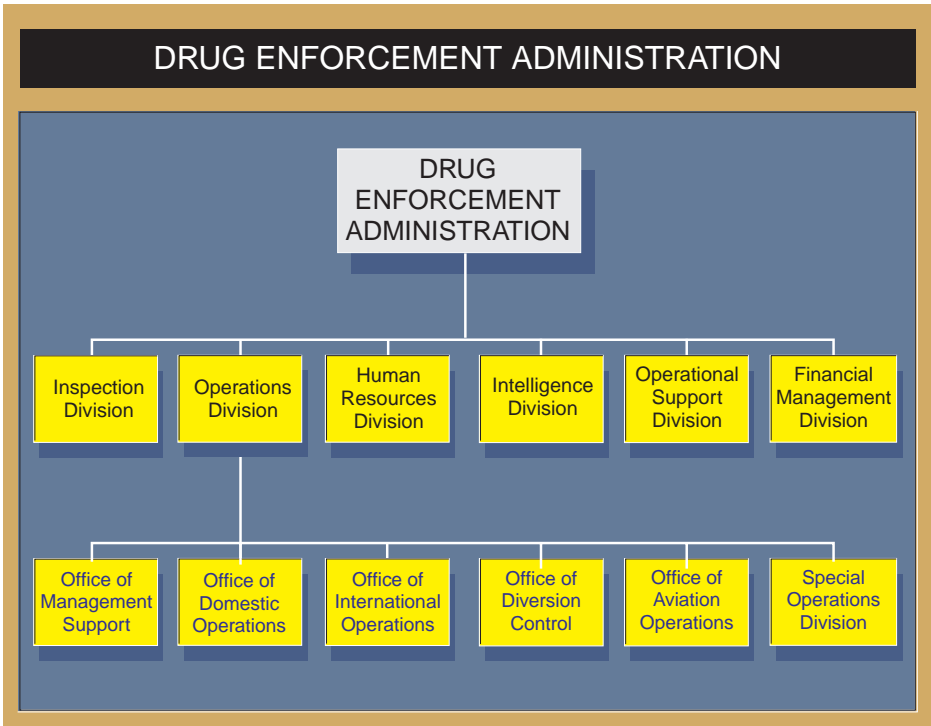 DRUG ENFORCEMENT ADMINISTRATION
DRUG
ENFORCEMENT
ADMINISTRATION
Inspection
Division
Operations
Division
Human
Resources
Division
Intelligence
Division
Operational
Support
Division
Financial
Management
Division
Office of
Management
Support
Office of
Domestic
Operations
Office of
International
Operations
Office of
Diversion
Control
Office of
Aviation
Operations
Special
Operations
Division